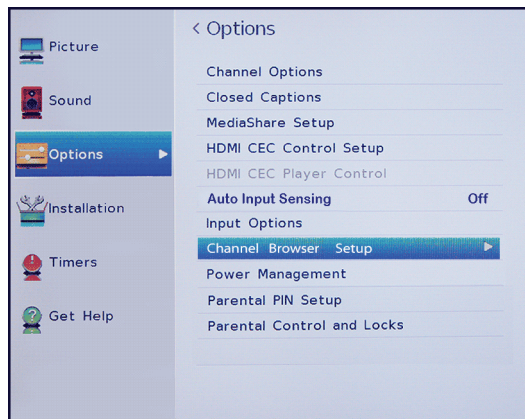 Picture
Sound
Options
Installation
Timers
Get Help
< Options
Channel Options
Closed Captions
MediaShare Setup
HDMI CEC Control Setup
HDMI CEC Player Control
Auto Input Sensing Off
Input Options
Channel Browser Setup
Power Management
Parental PIN Setup
Parental Control and Locks